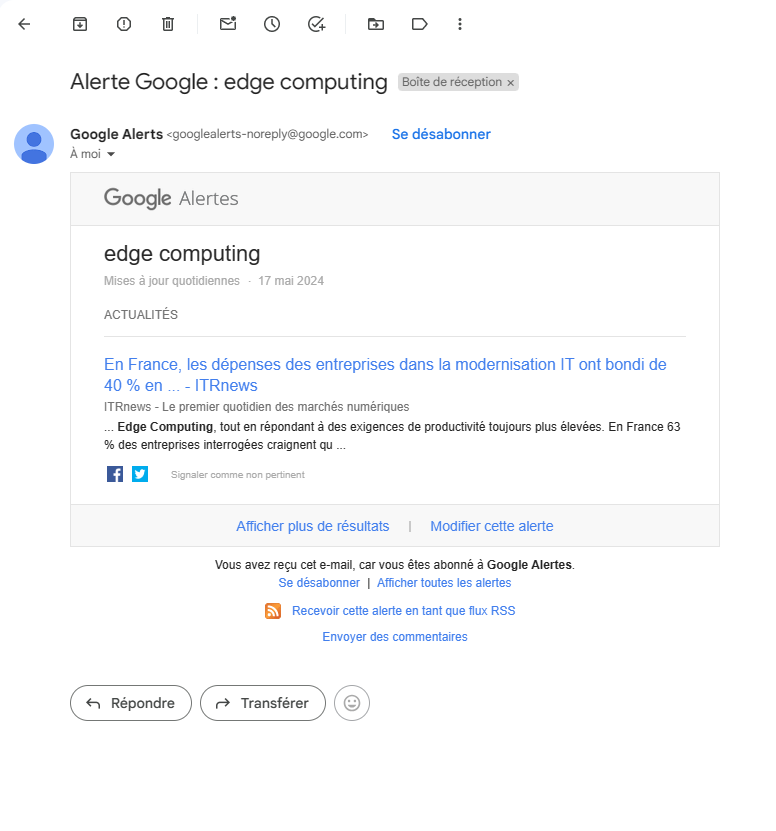 Alerte Google : edge computing Boîte de réception ×
Google Alerts <googlealerts-noreply@google.com> Se désabonner
À moi
Google Alertes
edge computing
Mises à jour quotidiennes · 17 mai 2024
ACTUALITÉS
En France, les dépenses des entreprises dans la modernisation IT ont bondi de
40 % en ... - ITRnews
ITRnews - Le premier quotidien des marchés numériques
... Edge Computing, tout en répondant à des exigences de productivité toujours plus élevées. En France 63
% des entreprises interrogées craignent qu ...
Signaler comme non pertinent
Afficher plus de résultats | Modifier cette alerte
Vous avez reçu cet e-mail, car vous êtes abonné à Google Alertes.
Se désabonner | Afficher toutes les alertes
Recevoir cette alerte en tant que flux RSS
Envoyer des commentaires
Répondre Transférer